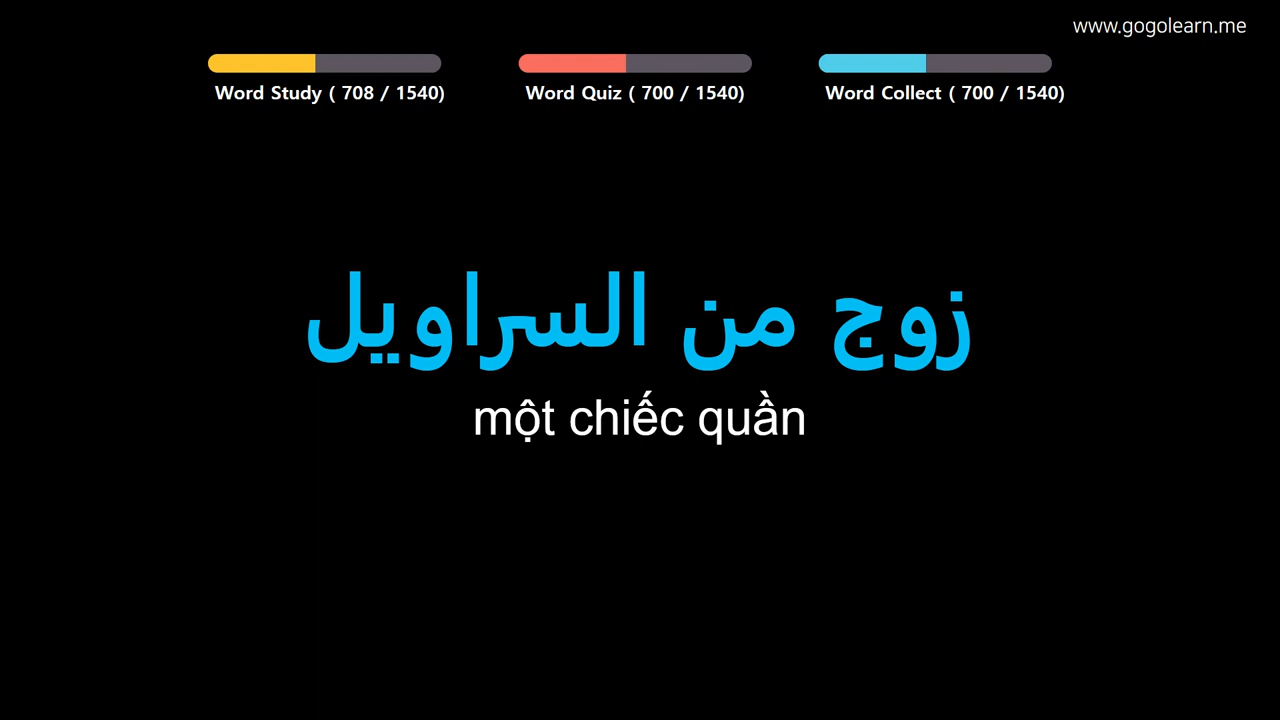 www.gogolearn.me
Word Study ( 708 / 1540)
Word Quiz ( 700 / 1540)
Word Collect ( 700 / 1540)
زوج من السراويل
một chiếc quần